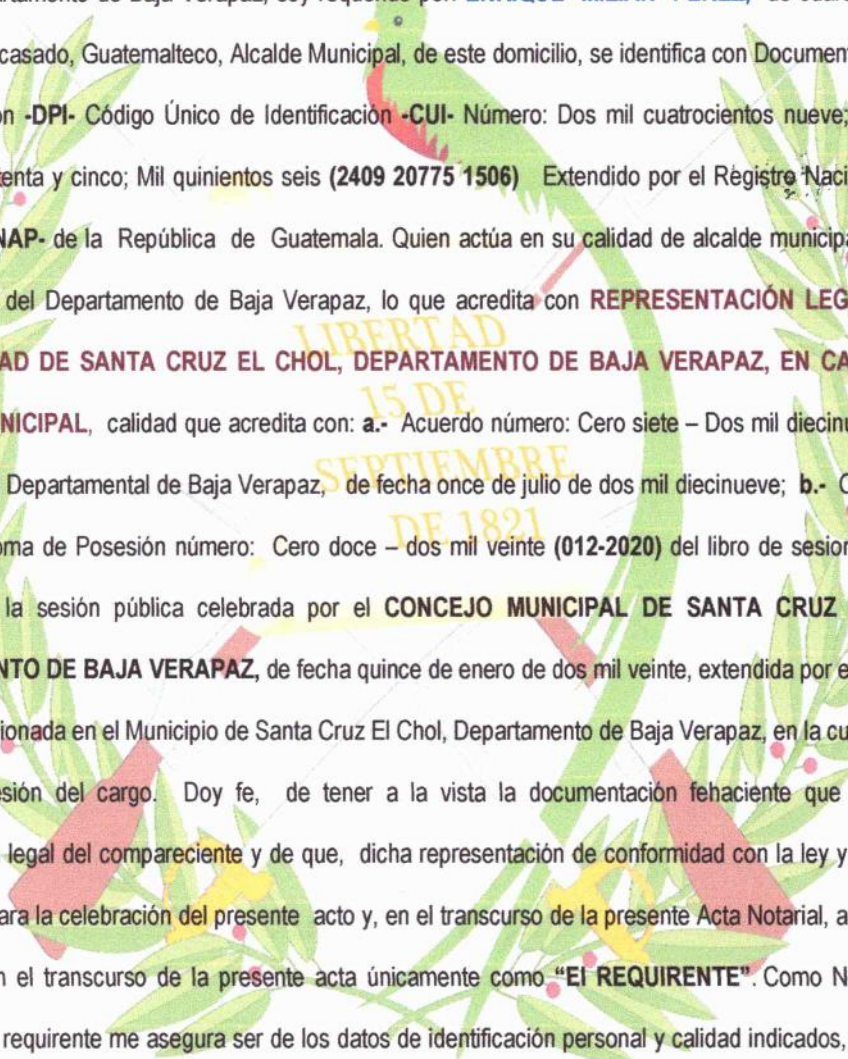 artamento de Baja Verapaz, soy requerido por ENRIQUE MILIAN PEREZ, de cuar
casado, Guatemalteco, Alcalde Municipal, de este domicilio, se identifica con Document
ón -DPI- Código Único de Identificación -CUI- Número: Dos mil cuatrocientos nueve;
tenta y cinco; Mil quinientos seis (2409 20775 1506) Extendido por el Registro Naci
NAP- de la República de Guatemala. Quien actúa en su calidad de alcalde municipa
del Departamento de Baja Verapaz, lo que acredita con REPRESENTACIÓN LEG
LIBERTAD
AD DE SANTA CRUZ EL CHOL, DEPARTAMENTO DE BAJA VERAPAZ, EN CA
15 DE
NICIPAL, calidad que acredita con: a.- Acuerdo número: Cero siete – Dos mil diecinu
SEPTIEMBRE
Departamental de Baja Verapaz, de fecha once de julio de dos mil diecinueve; b.- C
DE 1821
oma de Posesión número: Cero doce – dos mil veinte (012-2020) del libro de sesion
la sesión pública celebrada por el CONCEJO MUNICIPAL DE SANTA CRUZ
NTO DE BAJA VERAPAZ, de fecha quince de enero de dos mil veinte, extendida por e
ionada en el Municipio de Santa Cruz El Chol, Departamento de Baja Verapaz, en la cu
esión del cargo. Doy fe, de tener a la vista la documentación fehaciente que
legal del compareciente y de que, dicha representación de conformidad con la ley y
ara la celebración del presente acto y, en el transcurso de la presente Acta Notarial, a
n el transcurso de la presente acta únicamente como "El REQUIRENTE". Como N
requirente me asegura ser de los datos de identificación personal y calidad indicados,